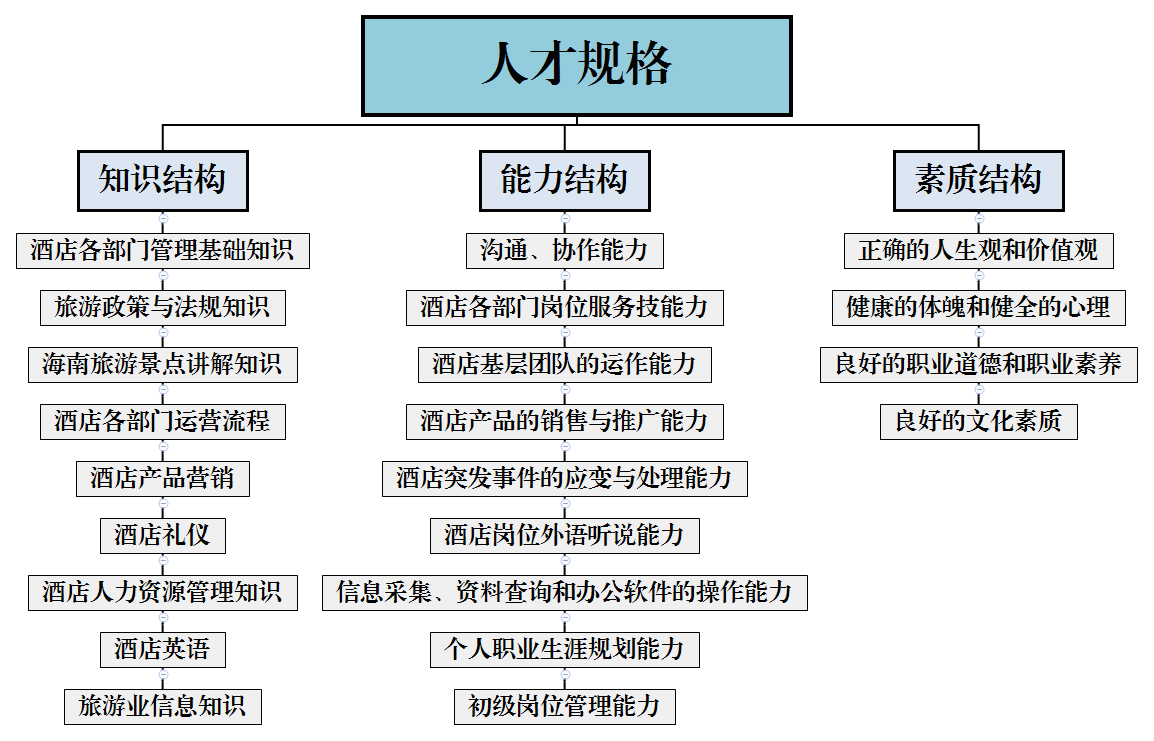 人才规格
知识结构
酒店各部门管理基础知识
旅游政策与法规知识
海南旅游景点讲解知识
酒店各部门运营流程
酒店产品营销
酒店礼仪
酒店人力资源管理知识
酒店英语
旅游业信息知识
能力结构
沟通、协作能力
酒店各部门岗位服务技能力
酒店基层团队的运作能力
酒店产品的销售与推广能力
酒店突发事件的应变与处理能力
酒店岗位外语听说能力
信息采集、资料查询和办公软件的操作能力
个人职业生涯规划能力
初级岗位管理能力
素质结构
正确的人生观和价值观
健康的体魄和健全的心理
良好的职业道德和职业素养
良好的文化素质